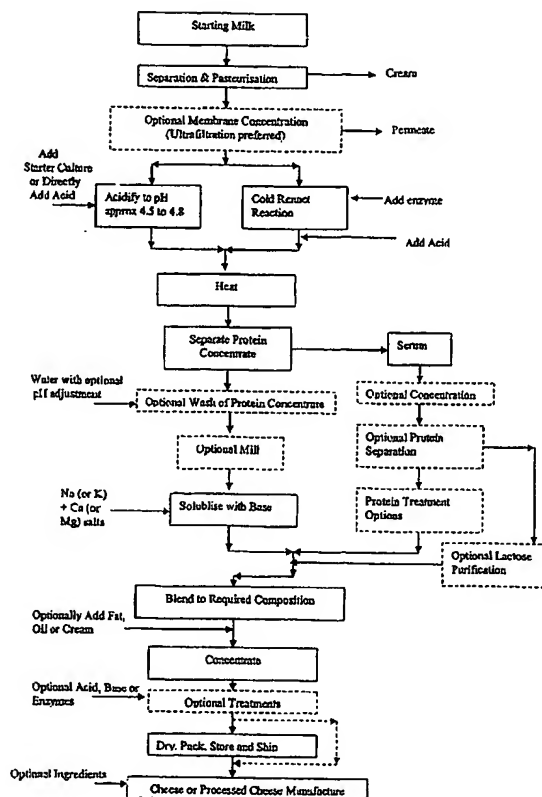 Starting Milk
Separation & Pasteurisation
Cream
Optional Membrane Concentration
(Ultrafiltration preferred)
Permeate
Add
Starter Culture
or Directly
Add Acid
Acidify to pH
approx 4.5 to 4.8
Cold Rennet
Reaction
Add enzyme
Add Acid
Heat
Separate Protein
Concentrate
Serum
Water with optional
pH adjustment
Optional Wash of Protein Concentrate
Optional Concentration
Optional Mill
Optional Protein
Separation
Na (or K)
+ Ca (or
Mg) salts
Solublise with Base
Protein Treatment
Options
Optional Lactose
Purification
Blend to Required Composition
Optionally Add Fat,
Oil or Cream
Concentrate
Optional Acid, Base or
Enzymes
Optional Treatments
Dry, Pack, Store and Ship
Optional Ingredients
Cheese or Processed Cheese Manufacture